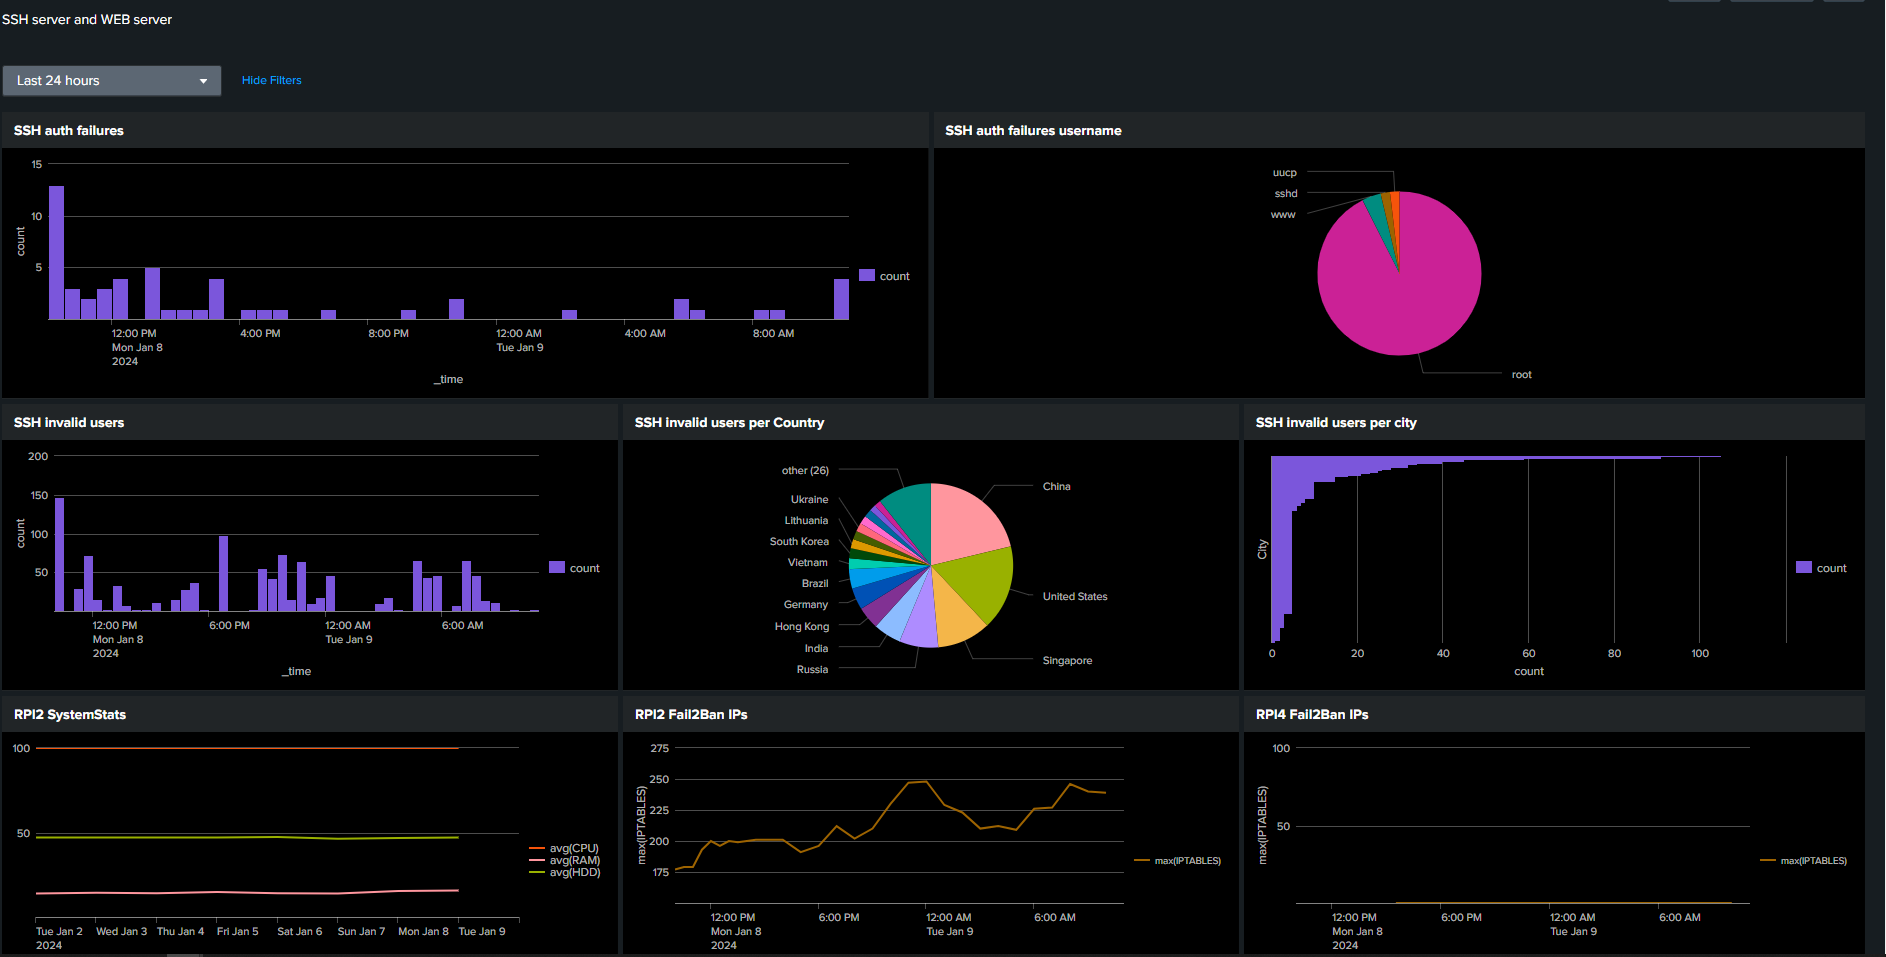 SSH server and WEB server
Last 24 hours
Hide Filters
SSH auth failures
15
10
5
count
count
12:00 PM
Mon Jan 8
2024
4:00 PM
8:00 PM
12:00 AM
Tue Jan 9
4:00 AM
8:00 AM
_time
SSH auth failures username
uucp
sshd
www
root
SSH invalid users
200
150
100
50
count
count
12:00 PM
Mon Jan 8
2024
6:00 PM
12:00 AM
Tue Jan 9
6:00 AM
_time
SSH invalid users per Country
other (26)
Ukraine
Lithuania
South Korea
Vietnam
Brazil
Germany
Hong Kong
India
Russia
China
United States
Singapore
SSH invalid users per city
City
count
0
20
40
60
80
100
count
RPI2 SystemStats
100
50
avg(CPU)
avg(RAM)
avg(HDD)
Tue Jan 2
2024
Wed Jan 3
Thu Jan 4
Fri Jan 5
Sat Jan 6
Sun Jan 7
Mon Jan 8
Tue Jan 9
RPI2 Fail2Ban IPs
275
250
225
200
175
max(IPTABLES)
max(IPTABLES)
12:00 PM
Mon Jan 8
2024
6:00 PM
12:00 AM
Tue Jan 9
6:00 AM
RPI4 Fail2Ban IPs
100
50
max(IPTABLES)
max(IPTABLES)
12:00 PM
Mon Jan 8
2024
6:00 PM
12:00 AM
Tue Jan 9
6:00 AM